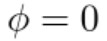 ϕ = 0